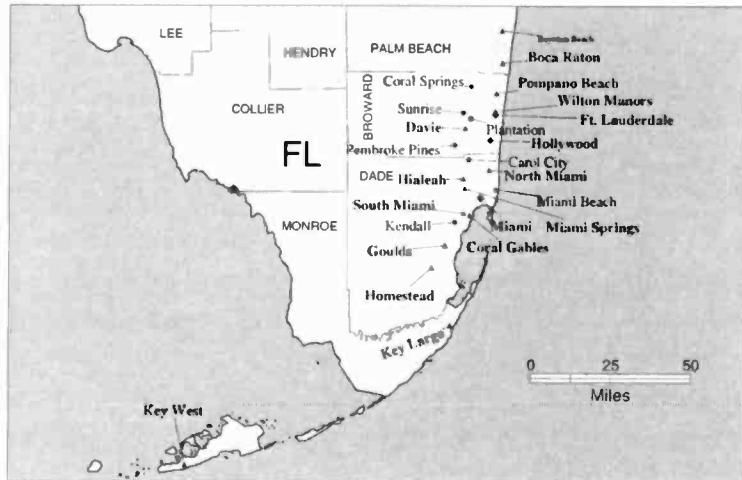 LEE
HENDRY
PALM BEACH
Boynton Beach
Boca Raton
Coral Springs
Pompano Beach
COLLIER
BROWARD
Sunrise
Wilton Manors
Davie
Plantation
Ft. Lauderdale
FL
Hollywood
Pembroke Pines
Carol City
DADE
Hialeah
North Miami
MONROE
South Miami
Miami Beach
Kendall
Miami
Miami Springs
Goulds
Coral Gables
Homestead
Key Largo
0 25 50
Miles
Key West